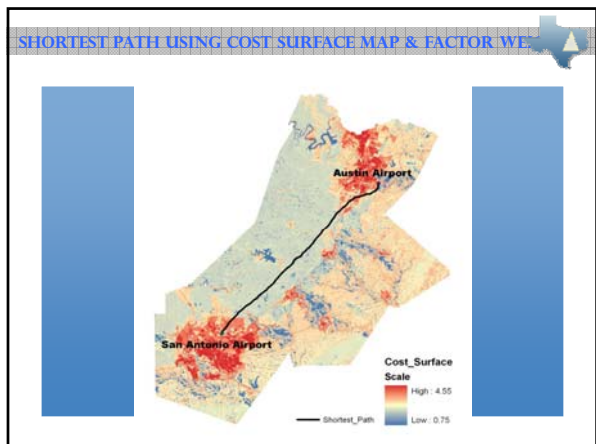 SHORTEST PATH USING COST SURFACE MAP & FACTOR
Austin Airport
San Antonio Airport
Cost_Surface
Scale
High : 4.55
Low : 0.75
Shortest_Path